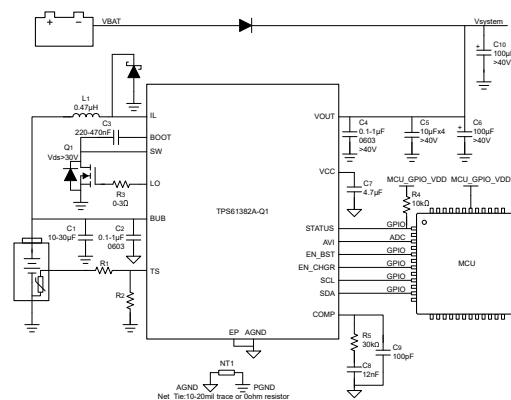 VBAT
Vsystem
C10
100µF
>40V
L1
0.47µH
IL
VOUT
C3
220-470nF
BOOT
C4
0.1-1µF
0603
>40V
C5
10µFx4
>40V
C6
100µF
>40V
Q1
Vds>30V
SW
VCC
C7
4.7µF
MCU_GPIO_VDD
MCU_GPIO_VDD
LO
R3
0-3Ω
R4
10kΩ
TPS61382A-Q1
BUB
C1
10-30µF
C2
0.1-1µF
0603
STATUS
GPIO
AVI
ADC
EN_BST
GPIO
EN_CHGR
GPIO
SCL
GPIO
SDA
GPIO
MCU
R1
TS
R2
COMP
EP
AGND
R5
30kΩ
C9
100pF
C8
12nF
NT1
AGND
PGND
Net Tie:10-20mil trace or 0ohm resistor